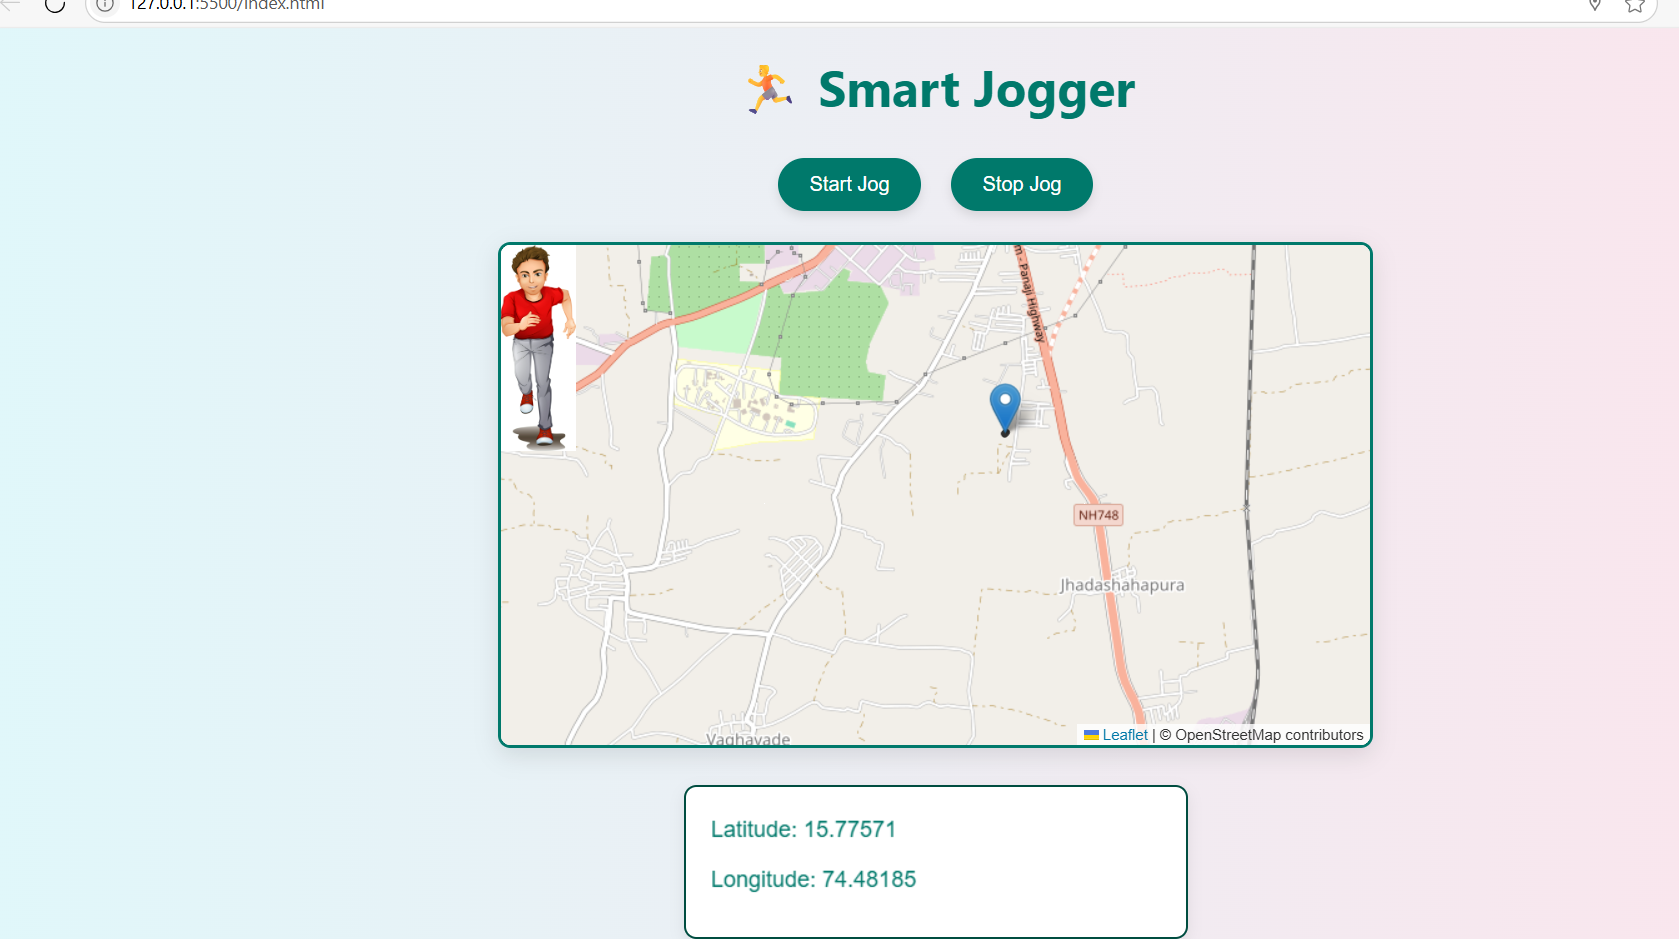 127.0.0.1:5500/index.html
Smart Jogger
Start Jog
Stop Jog
m - Panaji Highway
NH748
Jhadashahapura
Vaghavade
Leaflet | © OpenStreetMap contributors
Latitude: 15.77571
Longitude: 74.48185